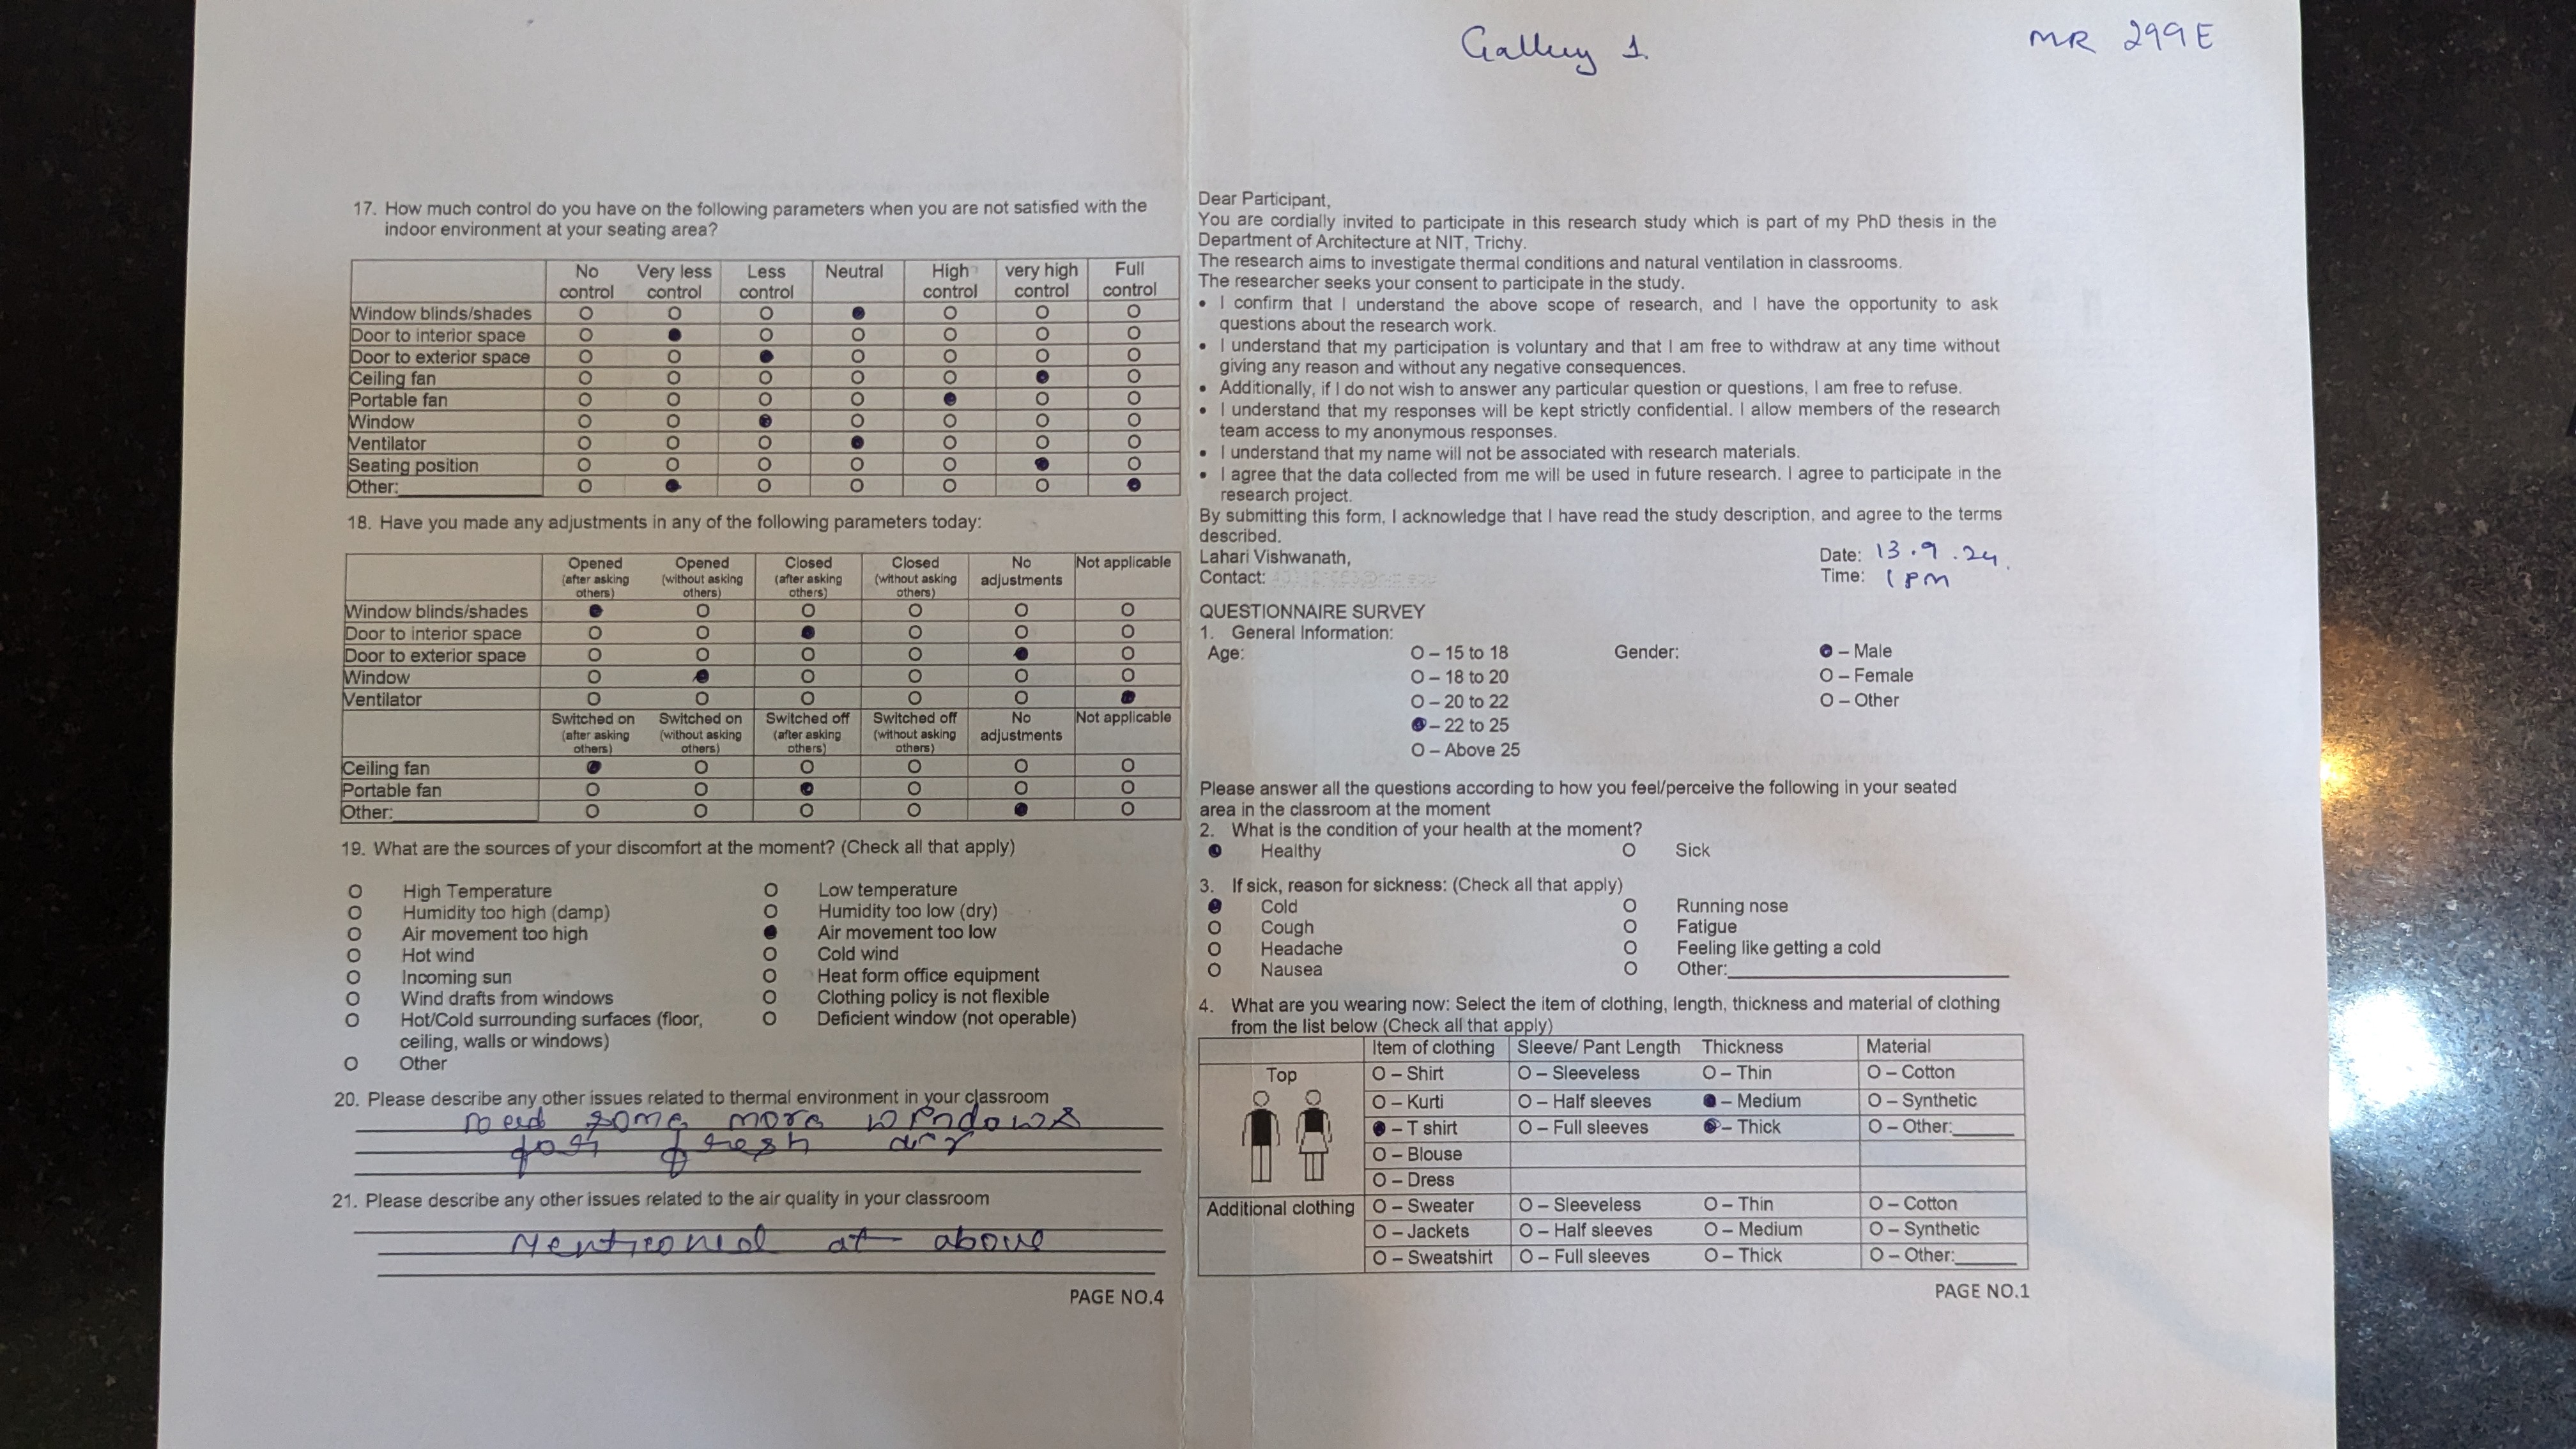 Gallery 1.
MR 299E
17. How much control do you have on the following parameters when you are not satisfied with the
indoor environment at your seating area?
No control Very less control Less control Neutral High control very high control Full control
Window blinds/shades O O O ● O O O
Door to interior space O ● O O O O O
Door to exterior space O O ● O O O O
Ceiling fan O O O O O ● O
Portable fan O O O O ● O O
Window O O ● O O O O
Ventilator O O O ● O O O
Seating position O O O O O ● O
Other:________ O ● O O O O ●
18. Have you made any adjustments in any of the following parameters today:
Opened (after asking others) Opened (without asking others) Closed (after asking others) Closed (without asking others) No adjustments Not applicable
Window blinds/shades ● O O O O O
Door to interior space O O ● O O O
Door to exterior space O O O O ● O
Window O ● O O O O
Ventilator O O O O O ●
Switched on (after asking others) Switched on (without asking others) Switched off (after asking others) Switched off (without asking others) No adjustments Not applicable
Ceiling fan ● O O O O O
Portable fan O O ● O O O
Other:________ O O O O ● O
19. What are the sources of your discomfort at the moment? (Check all that apply)
O High Temperature O Low temperature
O Humidity too high (damp) O Humidity too low (dry)
O Air movement too high ● Air movement too low
O Hot wind O Cold wind
O Incoming sun O Heat form office equipment
O Wind drafts from windows O Clothing policy is not flexible
O Hot/Cold surrounding surfaces (floor, O Deficient window (not operable)
ceiling, walls or windows)
O Other
20. Please describe any other issues related to thermal environment in your classroom
need some more windows
for fresh air
21. Please describe any other issues related to the air quality in your classroom
Mentioned at above
PAGE NO.4
Dear Participant,
You are cordially invited to participate in this research study which is part of my PhD thesis in the
Department of Architecture at NIT, Trichy.
The research aims to investigate thermal conditions and natural ventilation in classrooms.
The researcher seeks your consent to participate in the study.
• I confirm that I understand the above scope of research, and I have the opportunity to ask
questions about the research work.
• I understand that my participation is voluntary and that I am free to withdraw at any time without
giving any reason and without any negative consequences.
• Additionally, if I do not wish to answer any particular question or questions, I am free to refuse.
• I understand that my responses will be kept strictly confidential. I allow members of the research
team access to my anonymous responses.
• I understand that my name will not be associated with research materials.
• I agree that the data collected from me will be used in future research. I agree to participate in the
research project.
By submitting this form, I acknowledge that I have read the study description, and agree to the terms
described.
Lahari Vishwanath, Date: 13.9.24.
Contact: Time: 1 PM
QUESTIONNAIRE SURVEY
1. General Information:
Age: O – 15 to 18 Gender: ● – Male
O – 18 to 20 O – Female
O – 20 to 22 O – Other
● – 22 to 25
O – Above 25
Please answer all the questions according to how you feel/perceive the following in your seated
area in the classroom at the moment
2. What is the condition of your health at the moment?
● Healthy O Sick
3. If sick, reason for sickness: (Check all that apply)
● Cold O Running nose
O Cough O Fatigue
O Headache O Feeling like getting a cold
O Nausea O Other:________
4. What are you wearing now: Select the item of clothing, length, thickness and material of clothing
from the list below (Check all that apply)
Item of clothing Sleeve/ Pant Length Thickness Material
Top O – Shirt O – Sleeveless O – Thin O – Cotton
O – Kurti O – Half sleeves ● – Medium O – Synthetic
● – T shirt O – Full sleeves ● – Thick O – Other:______
O – Blouse
O – Dress
Additional clothing O – Sweater O – Sleeveless O – Thin O – Cotton
O – Jackets O – Half sleeves O – Medium O – Synthetic
O – Sweatshirt O – Full sleeves O – Thick O – Other:______
PAGE NO.1